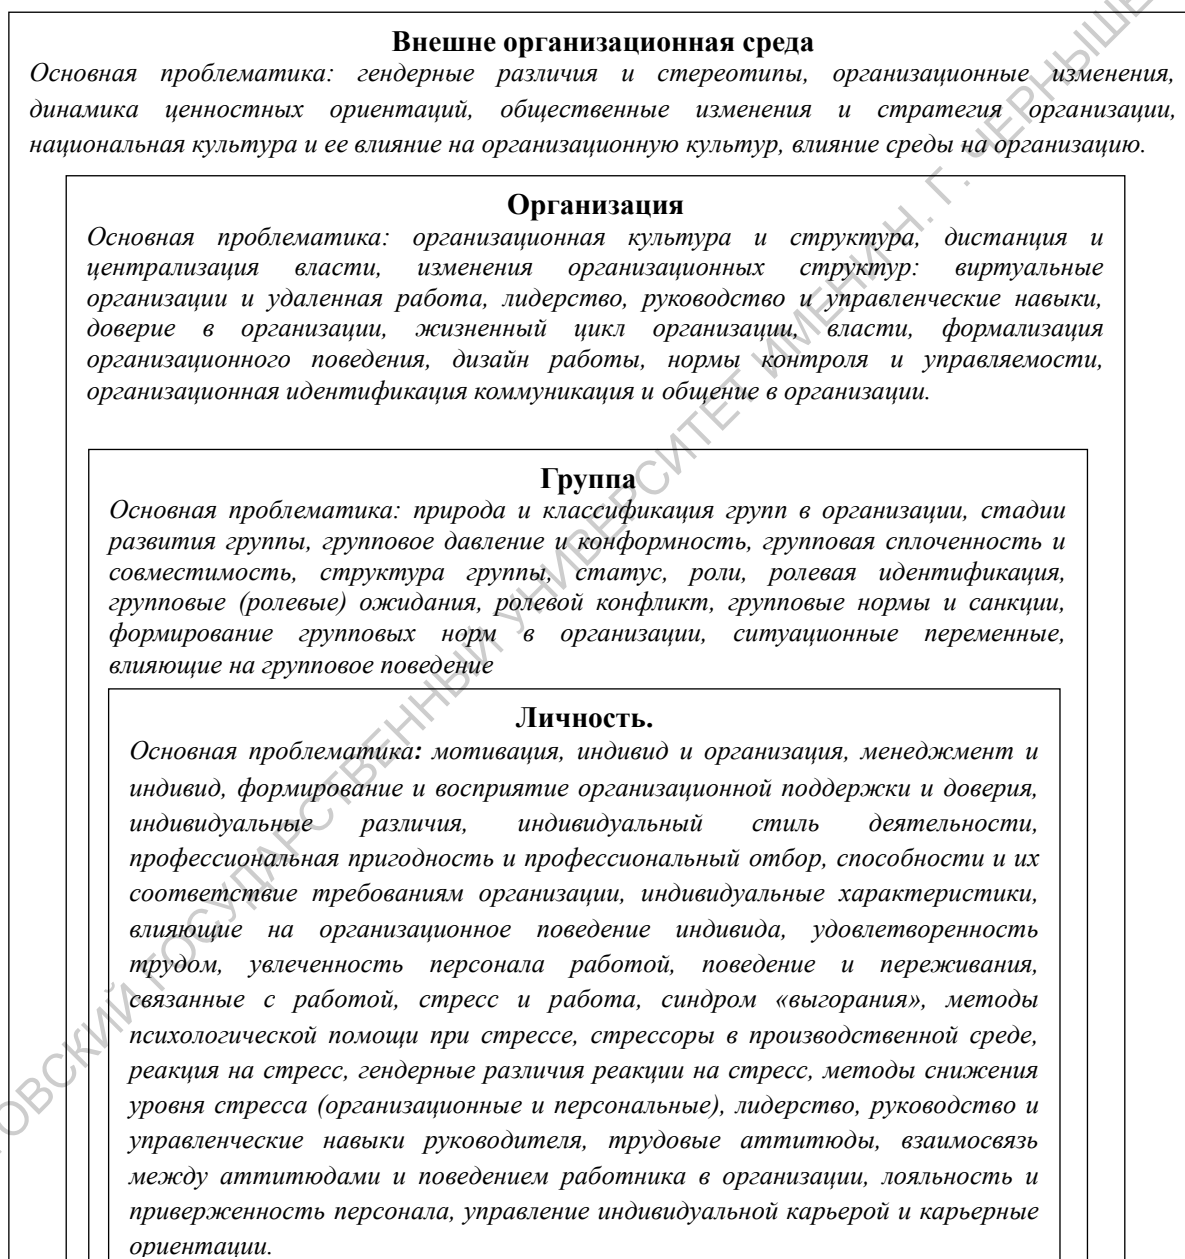 Внешне организационная среда
Основная проблематика: гендерные различия и стереотипы, организационные изменения,
динамика ценностных ориентаций, общественные изменения и стратегия организации,
национальная культура и ее влияние на организационную культур, влияние среды на организацию.
Организация
Основная проблематика: организационная культура и структура, дистанция и
централизация власти, изменения организационных структур: виртуальные
организации и удаленная работа, лидерство, руководство и управленческие навыки,
доверие в организации, жизненный цикл организации, власти, формализация
организационного поведения, дизайн работы, нормы контроля и управляемости,
организационная идентификация коммуникация и общение в организации.
Группа
Основная проблематика: природа и классификация групп в организации, стадии
развития группы, групповое давление и конформность, групповая сплоченность и
совместимость, структура группы, статус, роли, ролевая идентификация,
групповые (ролевые) ожидания, ролевой конфликт, групповые нормы и санкции,
формирование групповых норм в организации, ситуационные переменные,
влияющие на групповое поведение
Личность.
Основная проблематика: мотивация, индивид и организация, менеджмент и
индивид, формирование и восприятие организационной поддержки и доверия,
индивидуальные различия, индивидуальный стиль деятельности,
профессиональная пригодность и профессиональный отбор, способности и их
соответствие требованиям организации, индивидуальные характеристики,
влияющие на организационное поведение индивида, удовлетворенность
трудом, увлеченность персонала работой, поведение и переживания,
связанные с работой, стресс и работа, синдром «выгорания», методы
психологической помощи при стрессе, стрессоры в производственной среде,
реакция на стресс, гендерные различия реакции на стресс, методы снижения
уровня стресса (организационные и персональные), лидерство, руководство и
управленческие навыки руководителя, трудовые аттитюды, взаимосвязь
между аттитюдами и поведением работника в организации, лояльность и
приверженность персонала, управление индивидуальной карьерой и карьерные
ориентации.
ТОВСКИЙ ГОСУДАРСТВЕННЫЙ УНИВЕРСИТЕТ ИМЕНИ Н. Г. ЧЕРНЫШЕ